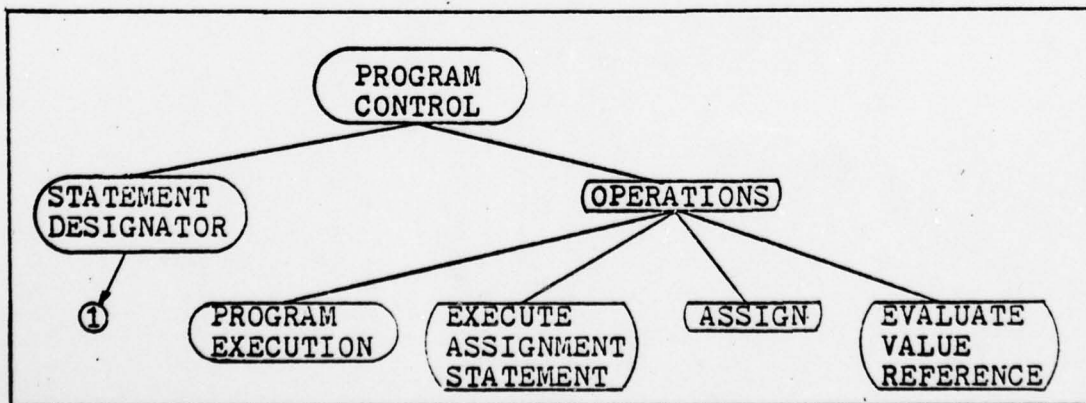 PROGRAM
CONTROL
STATEMENT
DESIGNATOR
OPERATIONS
1
PROGRAM
EXECUTION
EXECUTE
ASSIGNMENT
STATEMENT
ASSIGN
EVALUATE
VALUE
REFERENCE